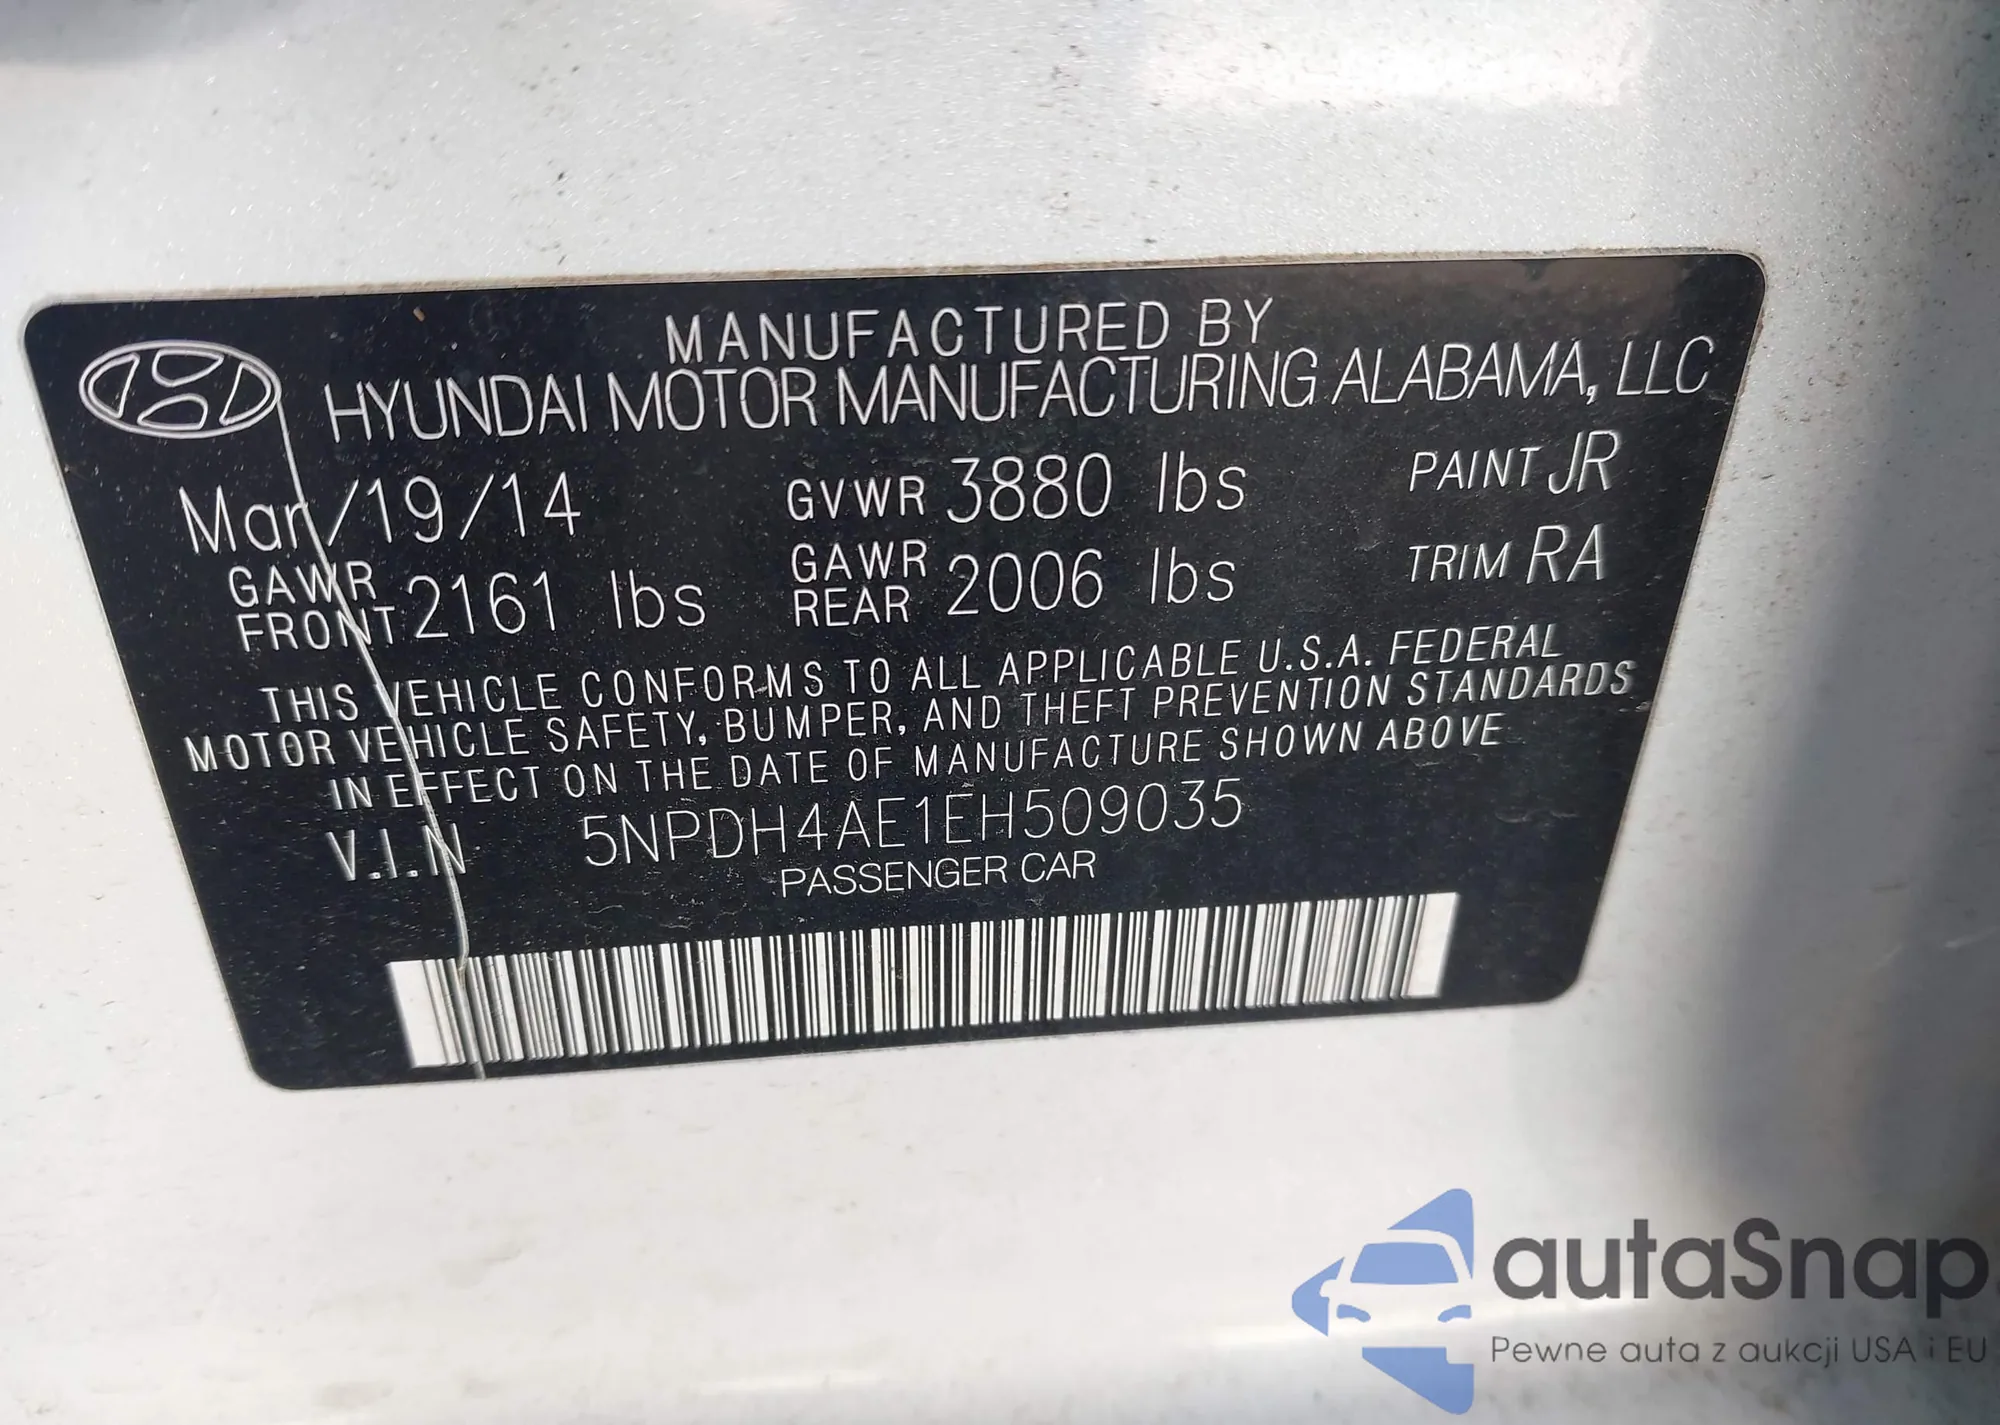 MANUFACTURED BY
HYUNDAI MOTOR MANUFACTURING ALABAMA, LLC
Mar/19/14 GVWR 3880 lbs PAINT JR
GAWR FRONT 2161 lbs GAWR REAR 2006 lbs TRIM RA
THIS VEHICLE CONFORMS TO ALL APPLICABLE U.S.A. FEDERAL
MOTOR VEHICLE SAFETY, BUMPER, AND THEFT PREVENTION STANDARDS
IN EFFECT ON THE DATE OF MANUFACTURE SHOWN ABOVE
V.I.N 5NPDH4AE1EH509035
PASSENGER CAR
autaSnap
Pewne auta z aukcji USA i EU